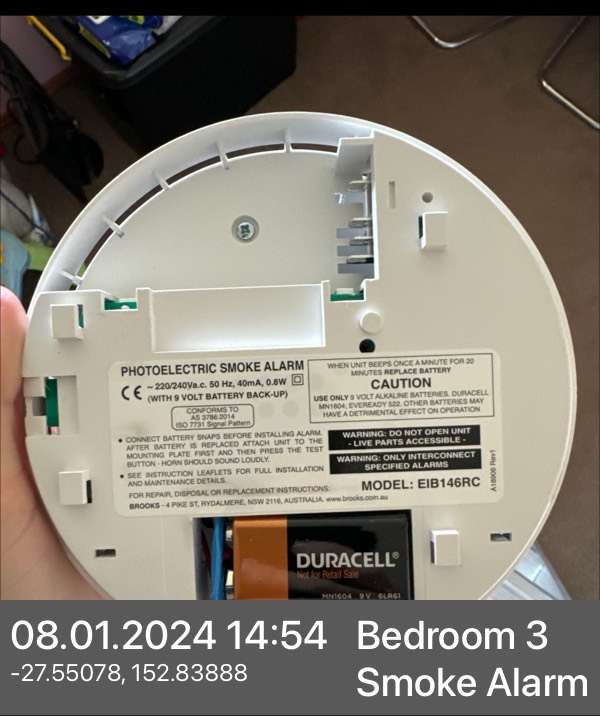 PHOTOELECTRIC SMOKE ALARM
CE ~ 220/240Va.c. 50 Hz, 40mA, 0.8W
(WITH 9 VOLT BATTERY BACK-UP)
CONFORMS TO
AS 3786:2014
ISO 7731 Signal Pattern
• CONNECT BATTERY SNAPS BEFORE INSTALLING ALARM.
AFTER BATTERY IS REPLACED ATTACH UNIT TO THE
MOUNTING PLATE FIRST AND THEN PRESS THE TEST
BUTTON - HORN SHOULD SOUND LOUDLY.
• SEE INSTRUCTION LEAFLETS FOR FULL INSTALLATION
AND MAINTENANCE DETAILS.
FOR REPAIR, DISPOSAL OR REPLACEMENT INSTRUCTIONS:
BROOKS - 4 PIKE ST, RYDALMERE, NSW 2116, AUSTRALIA. www.brooks.com.au
WHEN UNIT BEEPS ONCE A MINUTE FOR 20
MINUTES REPLACE BATTERY
CAUTION
USE ONLY 9 VOLT ALKALINE BATTERIES, DURACELL
MN1604; EVEREADY 522. OTHER BATTERIES MAY
HAVE A DETRIMENTAL EFFECT ON OPERATION
WARNING: DO NOT OPEN UNIT
- LIVE PARTS ACCESSIBLE -
WARNING: ONLY INTERCONNECT
SPECIFIED ALARMS
MODEL: EIB146RC
A18906 Rev1
DURACELL®
Not for Retail Sale
MN1604 9V 6LR61
08.01.2024 14:54
-27.55078, 152.83888
Bedroom 3
Smoke Alarm